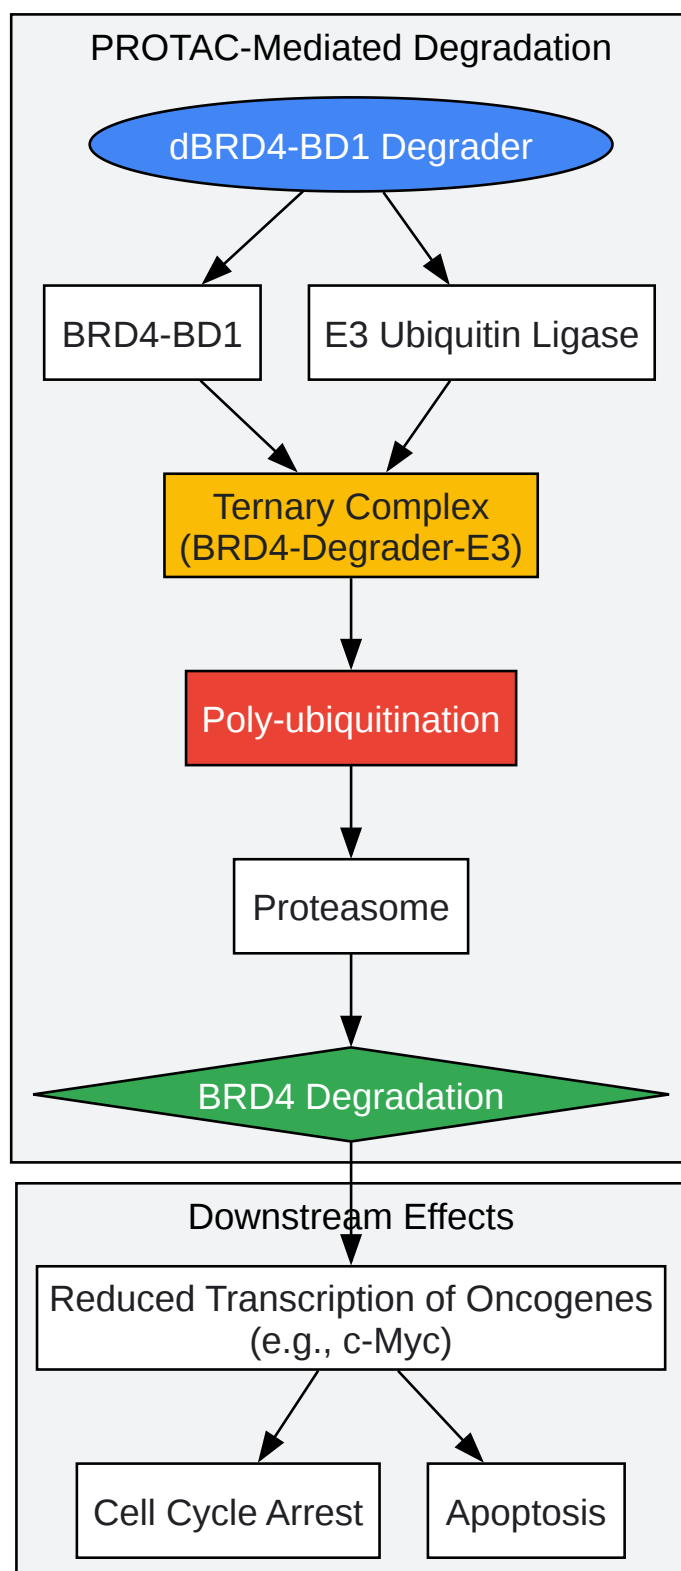 PROTAC-Mediated Degradation
dBRD4-BD1 Degrader
BRD4-BD1
E3 Ubiquitin Ligase
Ternary Complex
(BRD4-Degrader-E3)
Poly-ubiquitination
Proteasome
BRD4 Degradation
Downstream Effects
Reduced Transcription of Oncogenes
(e.g., c-Myc)
Cell Cycle Arrest
Apoptosis